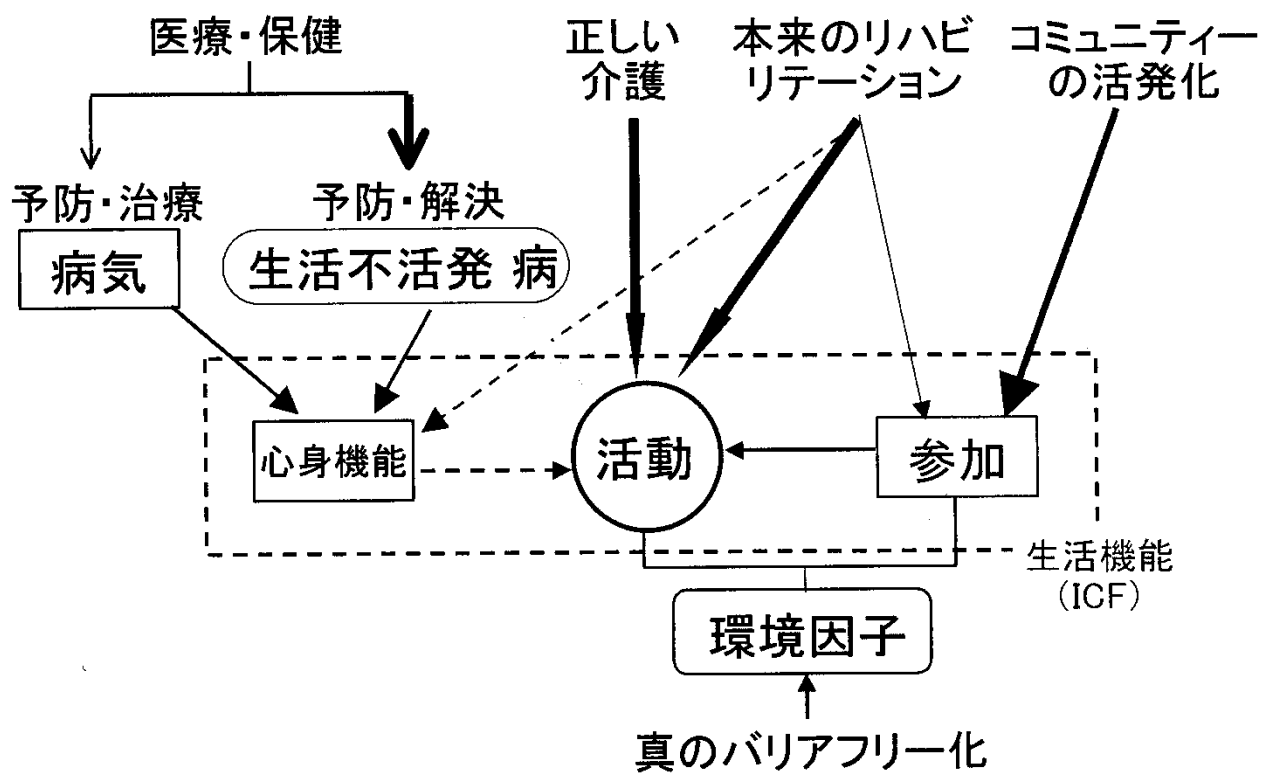 医療・保健
正しい
介護
本来のリハビ
リテーション
コミュニティー
の活発化
予防・治療
病気
予防・解決
生活不活発 病
心身機能
活動
参加
生活機能
(ICF)
環境因子
真のバリアフリー化